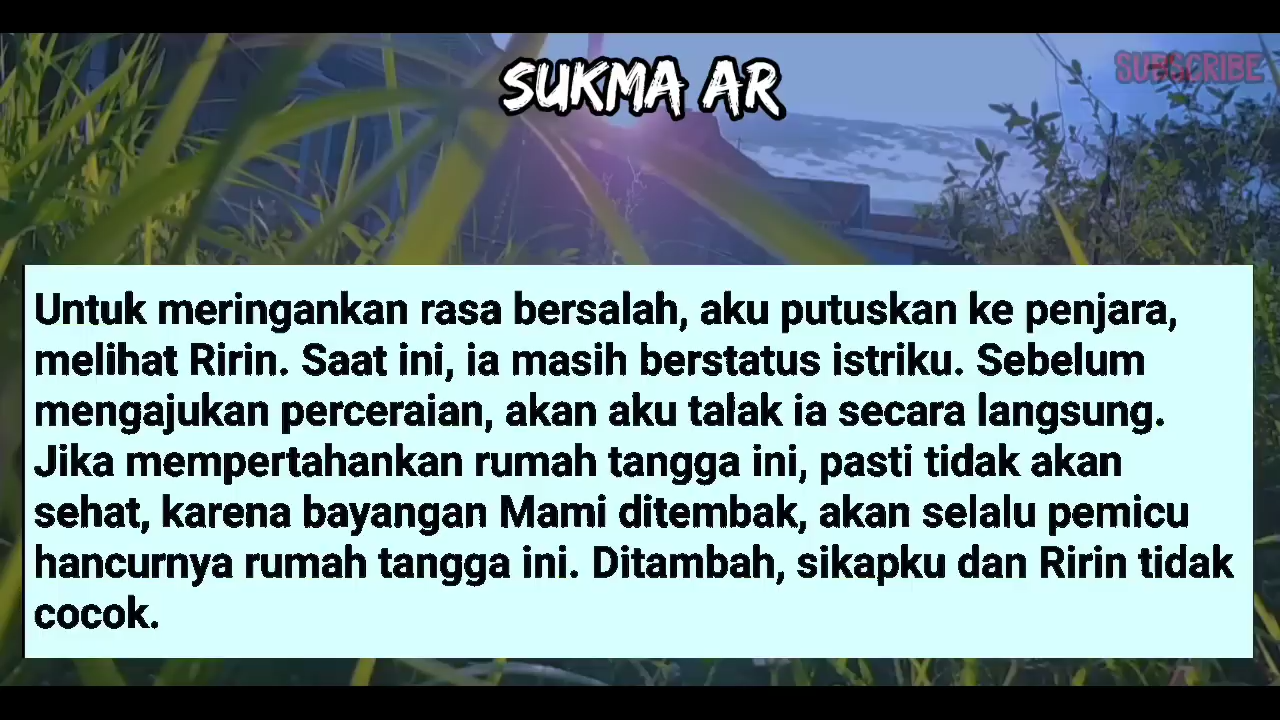 SUKMA AR
SUBSCRIBE
Untuk meringankan rasa bersalah, aku putuskan ke penjara,
melihat Ririn. Saat ini, ia masih berstatus istriku. Sebelum
mengajukan perceraian, akan aku talak ia secara langsung.
Jika mempertahankan rumah tangga ini, pasti tidak akan
sehat, karena bayangan Mami ditembak, akan selalu pemicu
hancurnya rumah tangga ini. Ditambah, sikapku dan Ririn tidak
cocok.